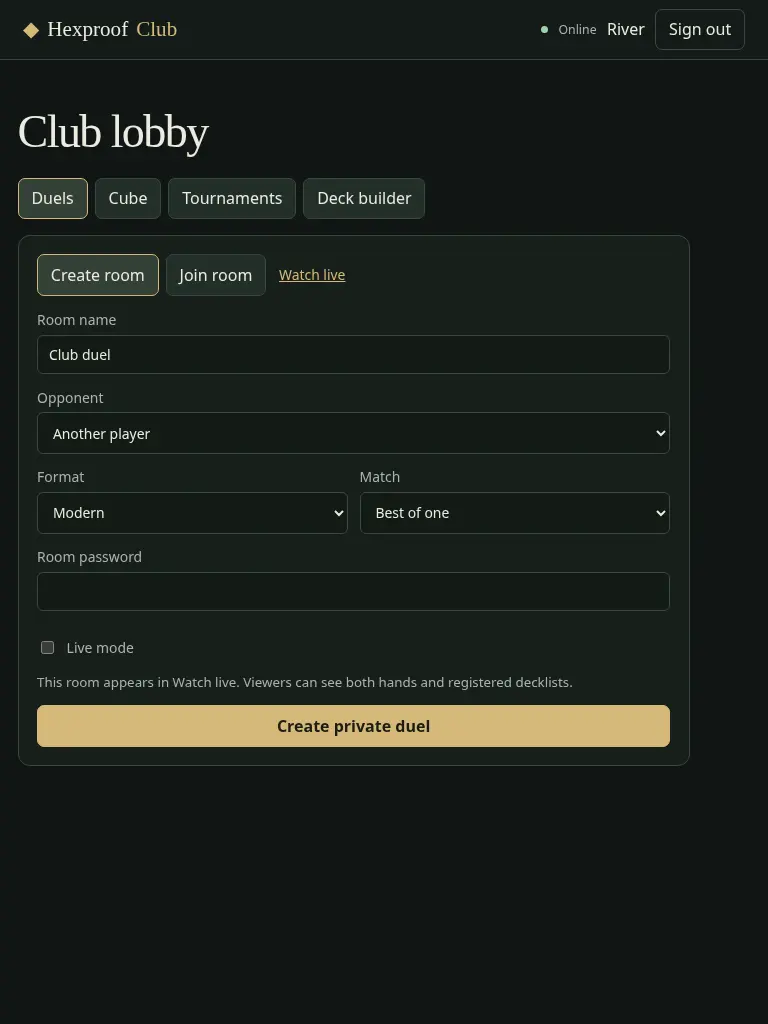 Hexproof Club
Online River Sign out
Club lobby
Duels Cube Tournaments Deck builder
Create room Join room Watch live
Room name
Club duel
Opponent
Another player
Format Match
Modern Best of one
Room password
Live mode
This room appears in Watch live. Viewers can see both hands and registered decklists.
Create private duel